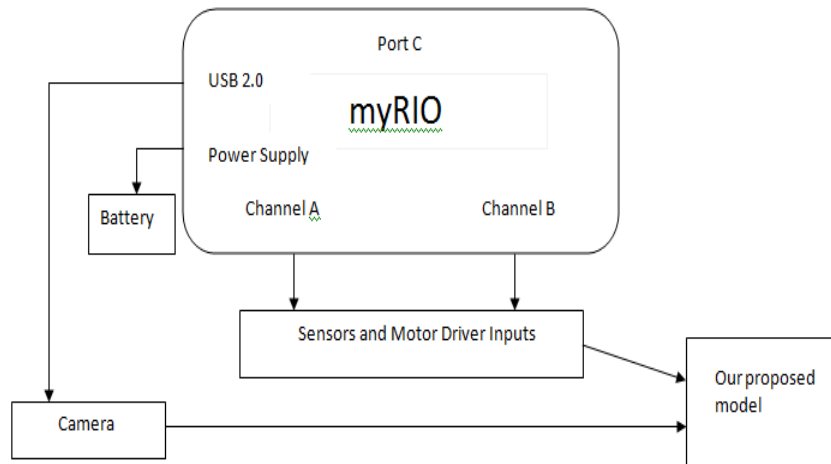 Port C
USB 2.0
myRIO
Power Supply
Battery
Channel A
Channel B
Sensors and Motor Driver Inputs
Our proposed
model
Camera